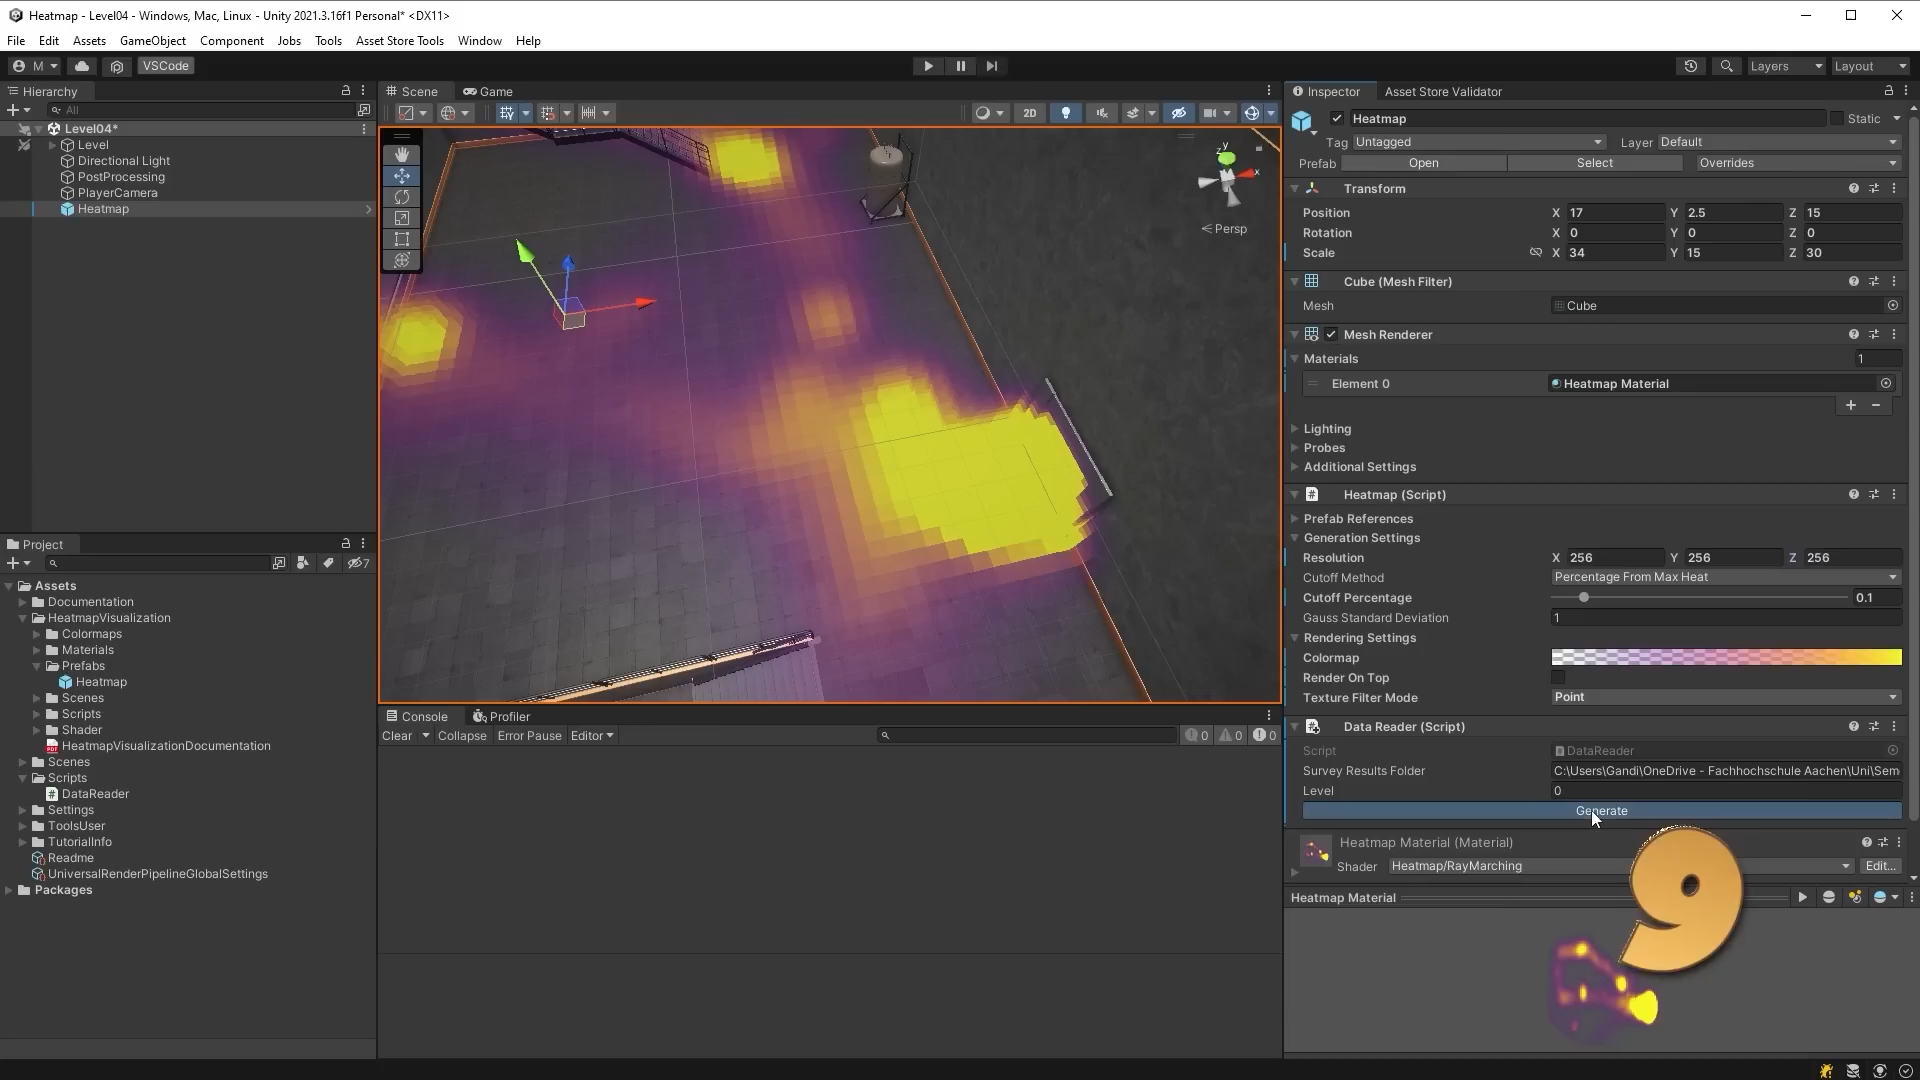 Heatmap - Level04 - Windows, Mac, Linux - Unity 2021.3.16f1 Personal* <DX11>
File Edit Assets GameObject Component Jobs Tools Asset Store Tools Window Help
M VSCode Layers Layout
Hierarchy
All
Level04*
Level
Directional Light
PostProcessing
PlayerCamera
Heatmap
Scene Game
2D
y
z
x
Persp
Project
7
Assets
Documentation
HeatmapVisualization
Colormaps
Materials
Prefabs
Heatmap
Scenes
Scripts
Shader
HeatmapVisualizationDocumentation
Scenes
Scripts
DataReader
Settings
ToolsUser
TutorialInfo
Readme
UniversalRenderPipelineGlobalSettings
Packages
Console Profiler
Clear Collapse Error Pause Editor 0 0 0
Inspector Asset Store Validator
Heatmap Static
Tag Untagged Layer Default
Prefab Open Select Overrides
Transform
Position X 17 Y 2.5 Z 15
Rotation X 0 Y 0 Z 0
Scale X 34 Y 15 Z 30
Cube (Mesh Filter)
Mesh Cube
Mesh Renderer
Materials 1
Element 0 Heatmap Material
Lighting
Probes
Additional Settings
Heatmap (Script)
Prefab References
Generation Settings
Resolution X 256 Y 256 Z 256
Cutoff Method Percentage From Max Heat
Cutoff Percentage 0.1
Gauss Standard Deviation 1
Rendering Settings
Colormap
Render On Top
Texture Filter Mode Point
Data Reader (Script)
Script DataReader
Survey Results Folder C:\Users\Gandi\OneDrive - Fachhochschule Aachen\Uni\Sem
Level 0
Generate
Heatmap Material (Material)
Shader Heatmap/RayMarching Edit...
Heatmap Material
9